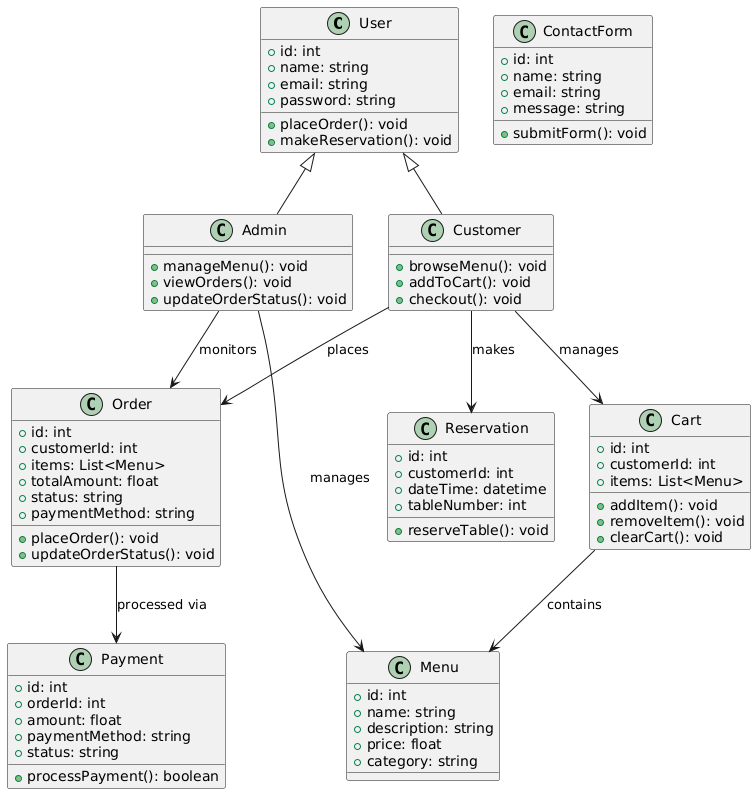 C User
id: int
name: string
email: string
password: string
placeOrder(): void
makeReservation(): void
C ContactForm
id: int
name: string
email: string
message: string
submitForm(): void
C Admin
manageMenu(): void
viewOrders(): void
updateOrderStatus(): void
C Customer
browseMenu(): void
addToCart(): void
checkout(): void
monitors
places
makes
manages
C Order
id: int
customerId: int
items: List<Menu>
totalAmount: float
status: string
paymentMethod: string
placeOrder(): void
updateOrderStatus(): void
manages
C Reservation
id: int
customerId: int
dateTime: datetime
tableNumber: int
reserveTable(): void
C Cart
id: int
customerId: int
items: List<Menu>
addItem(): void
removeItem(): void
clearCart(): void
processed via
contains
C Payment
id: int
orderId: int
amount: float
paymentMethod: string
status: string
processPayment(): boolean
C Menu
id: int
name: string
description: string
price: float
category: string